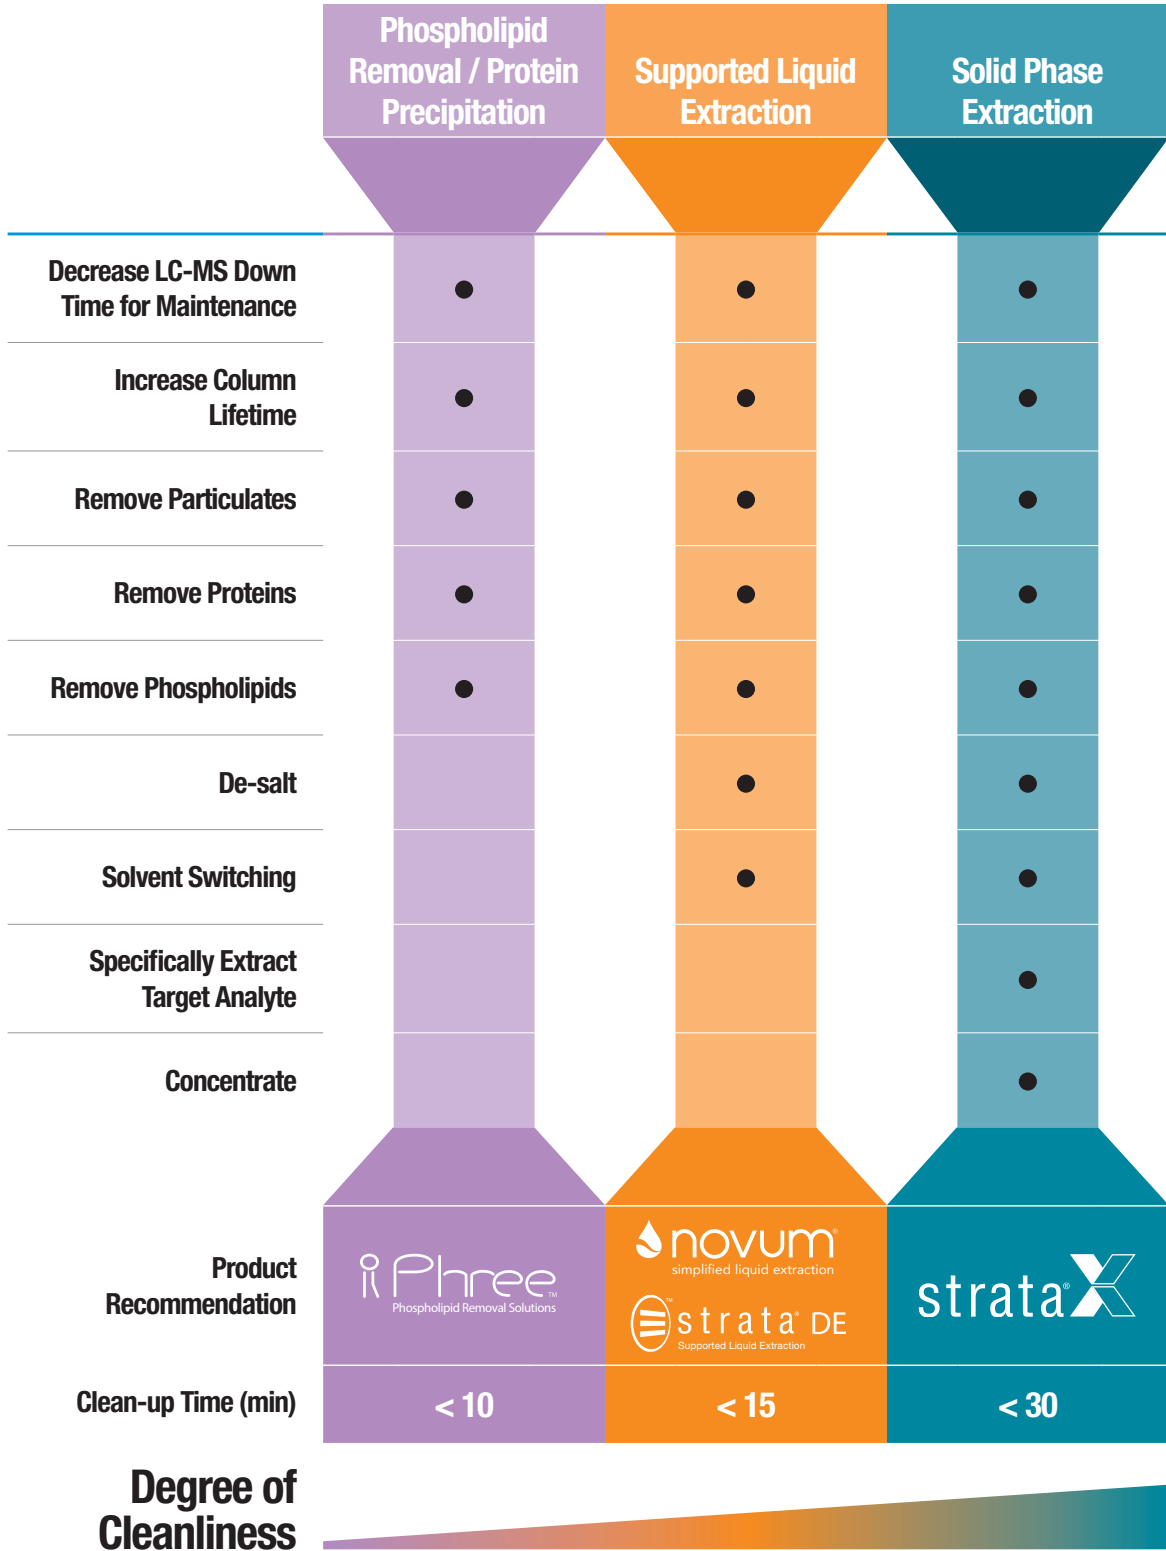 Phospholipid
Removal / Protein
Precipitation
Supported Liquid
Extraction
Solid Phase
Extraction
Decrease LC-MS Down
Time for Maintenance
Increase Column
Lifetime
Remove Particulates
Remove Proteins
Remove Phospholipids
De-salt
Solvent Switching
Specifically Extract
Target Analyte
Concentrate
Product
Recommendation
Phree™
Phospholipid Removal Solutions
novum®
simplified liquid extraction
™
strata® DE
Supported Liquid Extraction
strata® X
Clean-up Time (min)
< 10
< 15
< 30
Degree of
Cleanliness